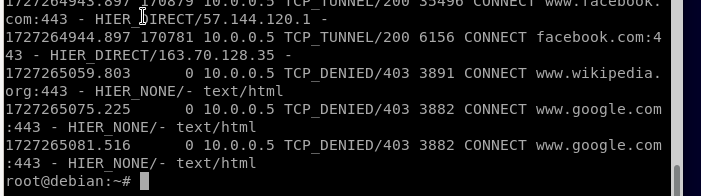 1727264943.897 170879 10.0.0.5 TCP_TUNNEL/200 35496 CONNECT www.facebook.
com:443 - HIER_DIRECT/57.144.120.1 -
1727264944.897 170781 10.0.0.5 TCP_TUNNEL/200 6156 CONNECT facebook.com:4
43 - HIER_DIRECT/163.70.128.35 -
1727265059.803      0 10.0.0.5 TCP_DENIED/403 3891 CONNECT www.wikipedia.
org:443 - HIER_NONE/- text/html
1727265075.225      0 10.0.0.5 TCP_DENIED/403 3882 CONNECT www.google.com
:443 - HIER_NONE/- text/html
1727265081.516      0 10.0.0.5 TCP_DENIED/403 3882 CONNECT www.google.com
:443 - HIER_NONE/- text/html
root@debian:~#